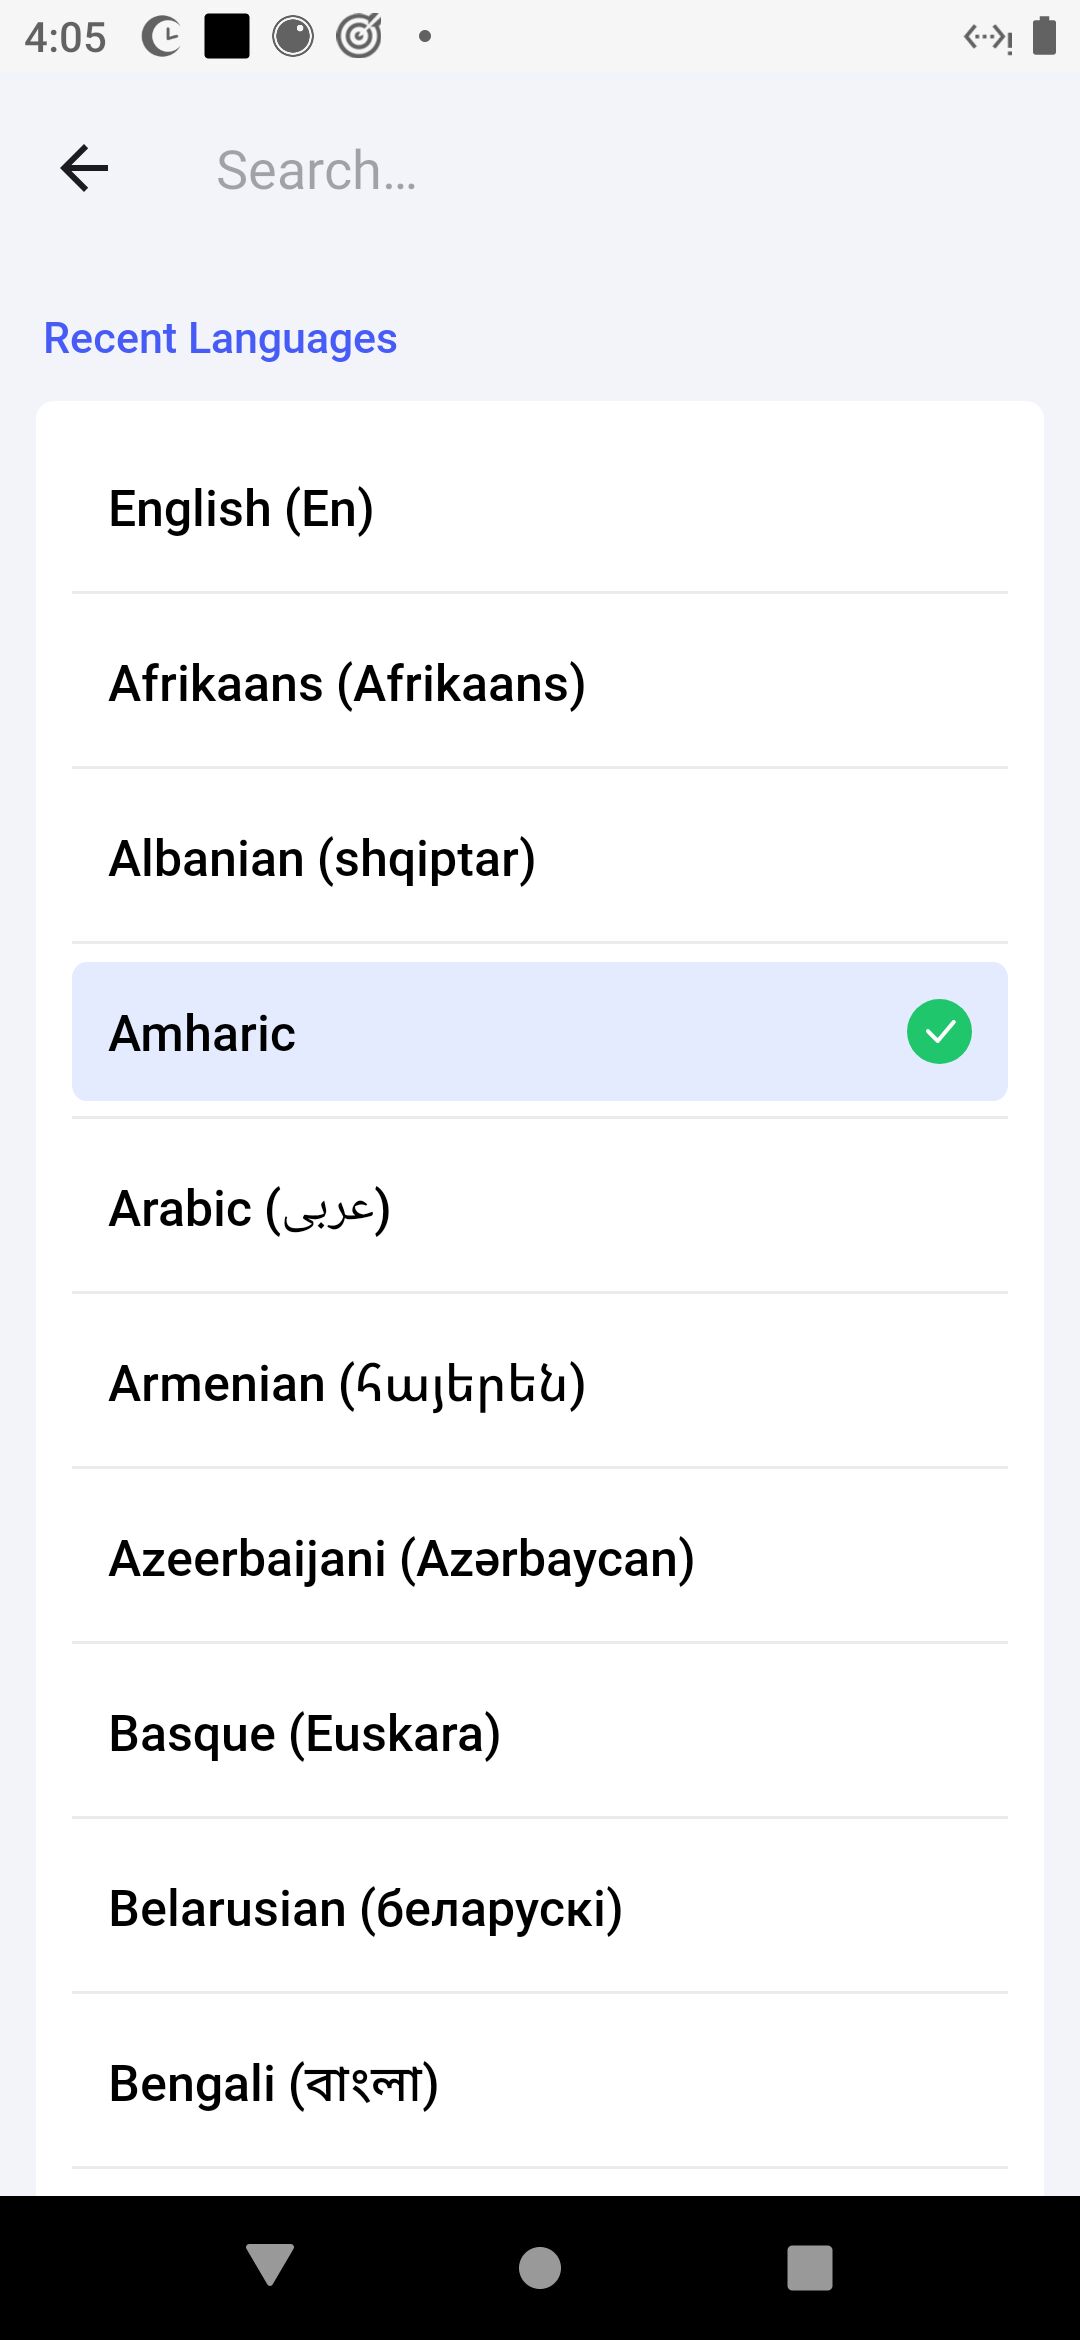 4:05
Search...
Recent Languages
English (En)
Afrikaans (Afrikaans)
Albanian (shqiptar)
Amharic
Arabic (عربى)
Armenian (հայերեն)
Azeerbaijani (Azərbaycan)
Basque (Euskara)
Belarusian (беларускі)
Bengali (বাংলা)